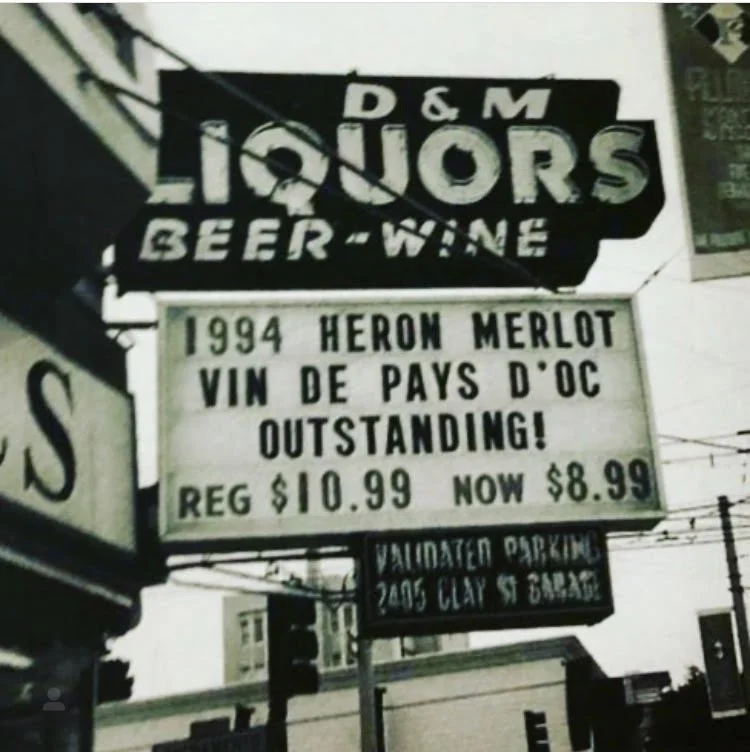 D & M
LIQUORS
BEER-WINE
1994 HERON MERLOT
VIN DE PAYS D'OC
OUTSTANDING!
REG $10.99 NOW $8.99
VALIDATED PARKING
2405 CLAY ST GARAGE
S